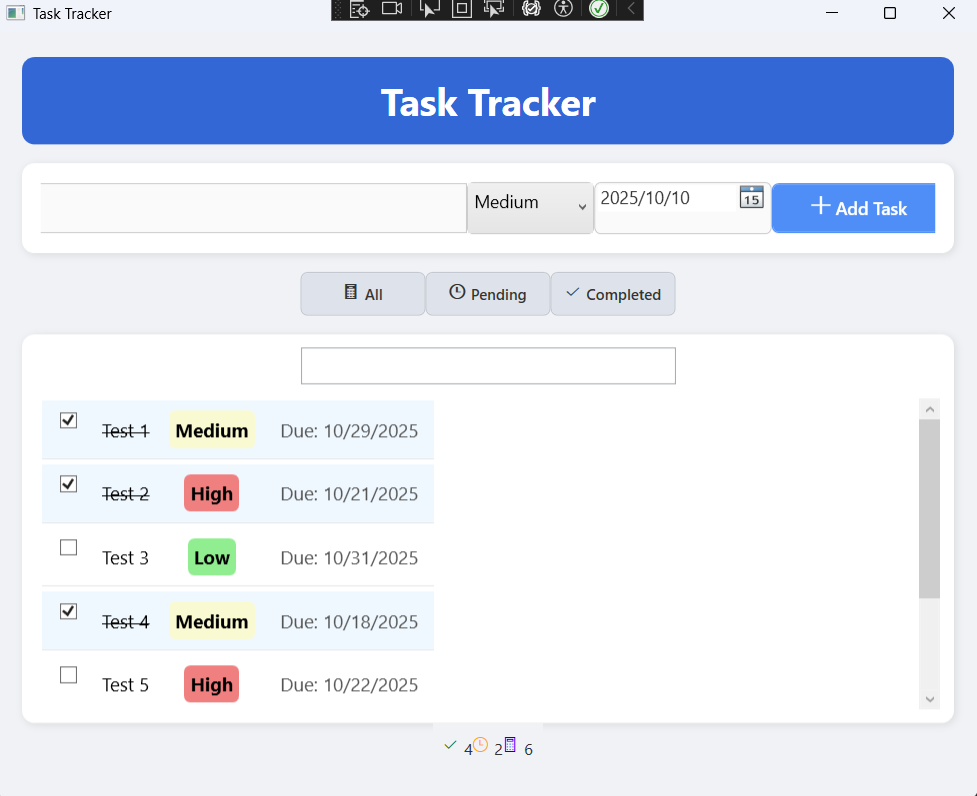 Task Tracker
Task Tracker
Medium 2025/10/10 15 Add Task
All Pending Completed
Test 1 Medium Due: 10/29/2025
Test 2 High Due: 10/21/2025
Test 3 Low Due: 10/31/2025
Test 4 Medium Due: 10/18/2025
Test 5 High Due: 10/22/2025
4 2 6